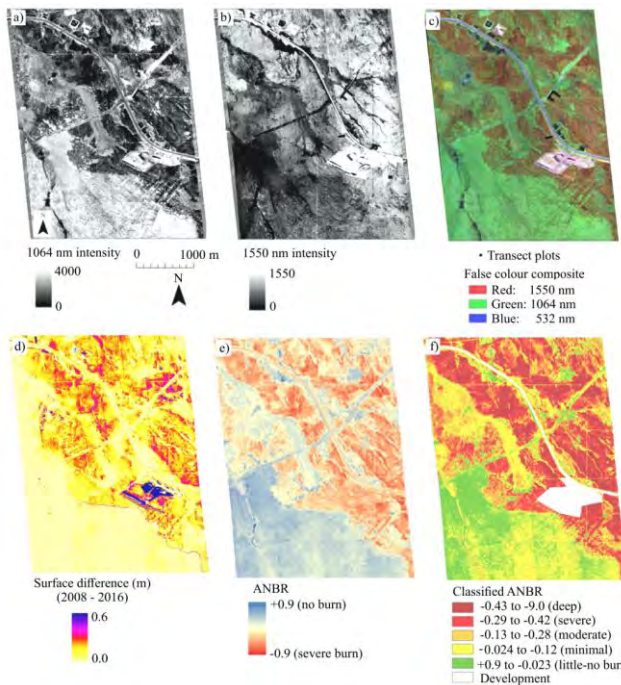 a)
b)
c)
1064 nm intensity
4000
0
0
1000 m
N
1550 nm intensity
1550
0
• Transect plots
False colour composite
Red: 1550 nm
Green: 1064 nm
Blue: 532 nm
d)
e)
f)
Surface difference (m)
(2008 - 2016)
0.6
0.0
ANBR
+0.9 (no burn)
-0.9 (severe burn)
Classified ANBR
-0.43 to -9.0 (deep)
-0.29 to -0.42 (severe)
-0.13 to -0.28 (moderate)
-0.024 to -0.12 (minimal)
+0.9 to -0.023 (little-no burn)
Development